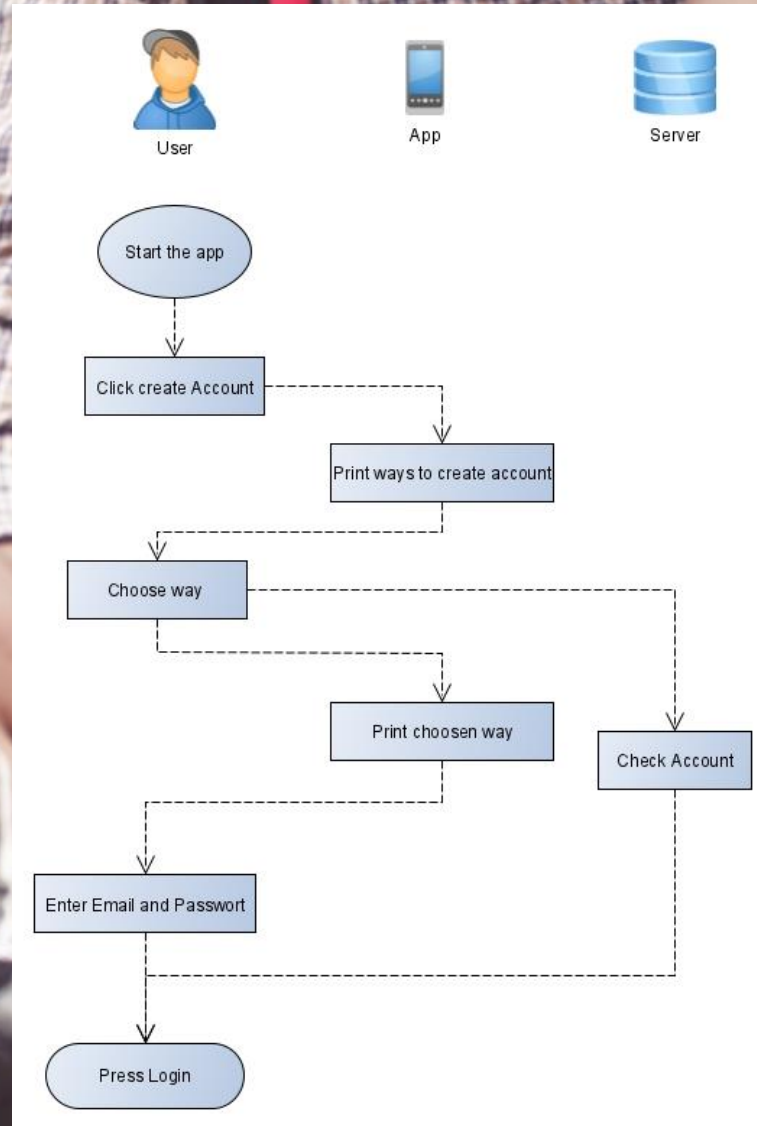 User
App
Server
Start the app
Click create Account
Print ways to create account
Choose way
Print choosen way
Check Account
Enter Email and Passwort
Press Login